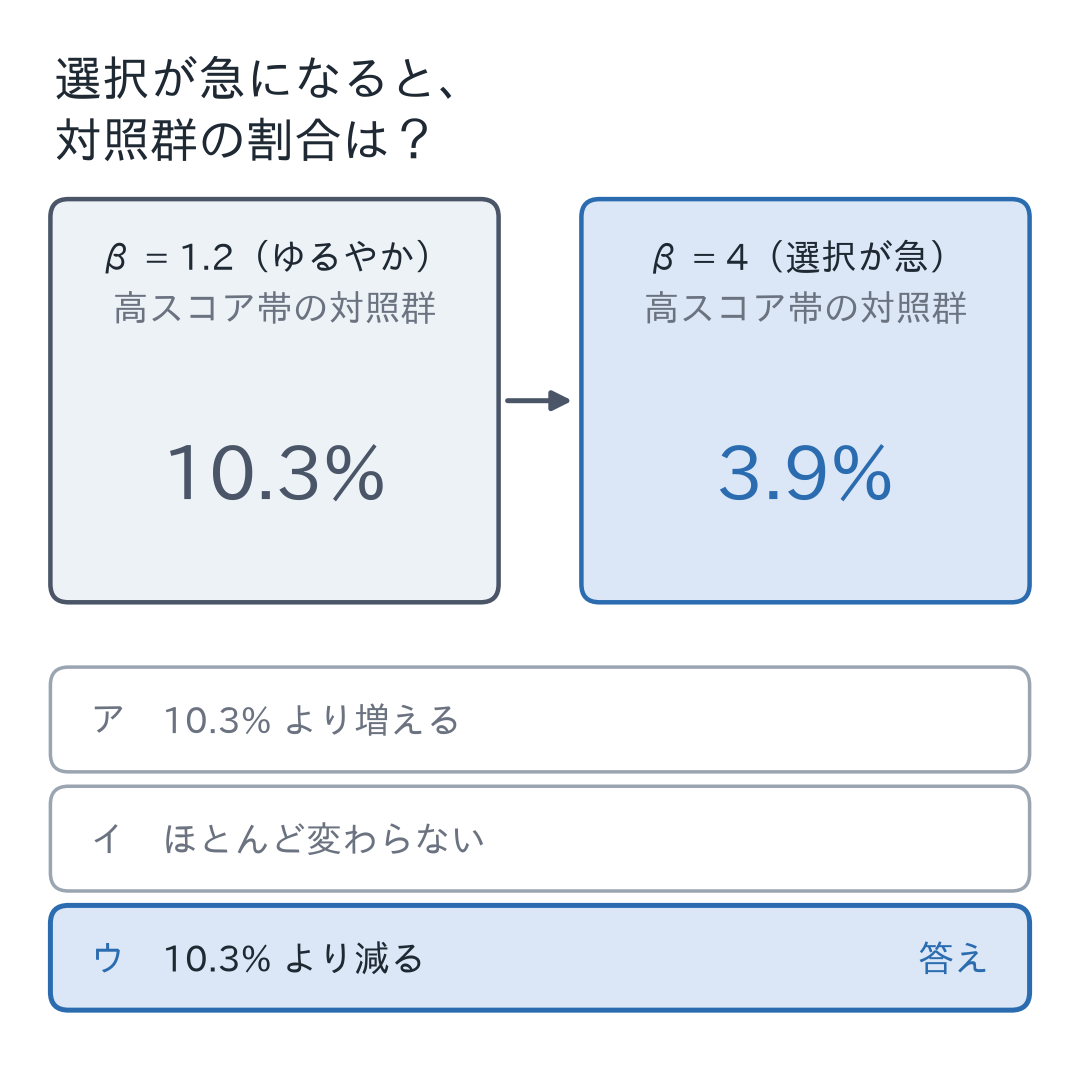 選択が急になると、
対照群の割合は？
β = 1.2（ゆるやか）
高スコア帯の対照群
10.3%
β = 4（選択が急）
高スコア帯の対照群
3.9%
ア 10.3% より増える
イ ほとんど変わらない
ウ 10.3% より減る 答え